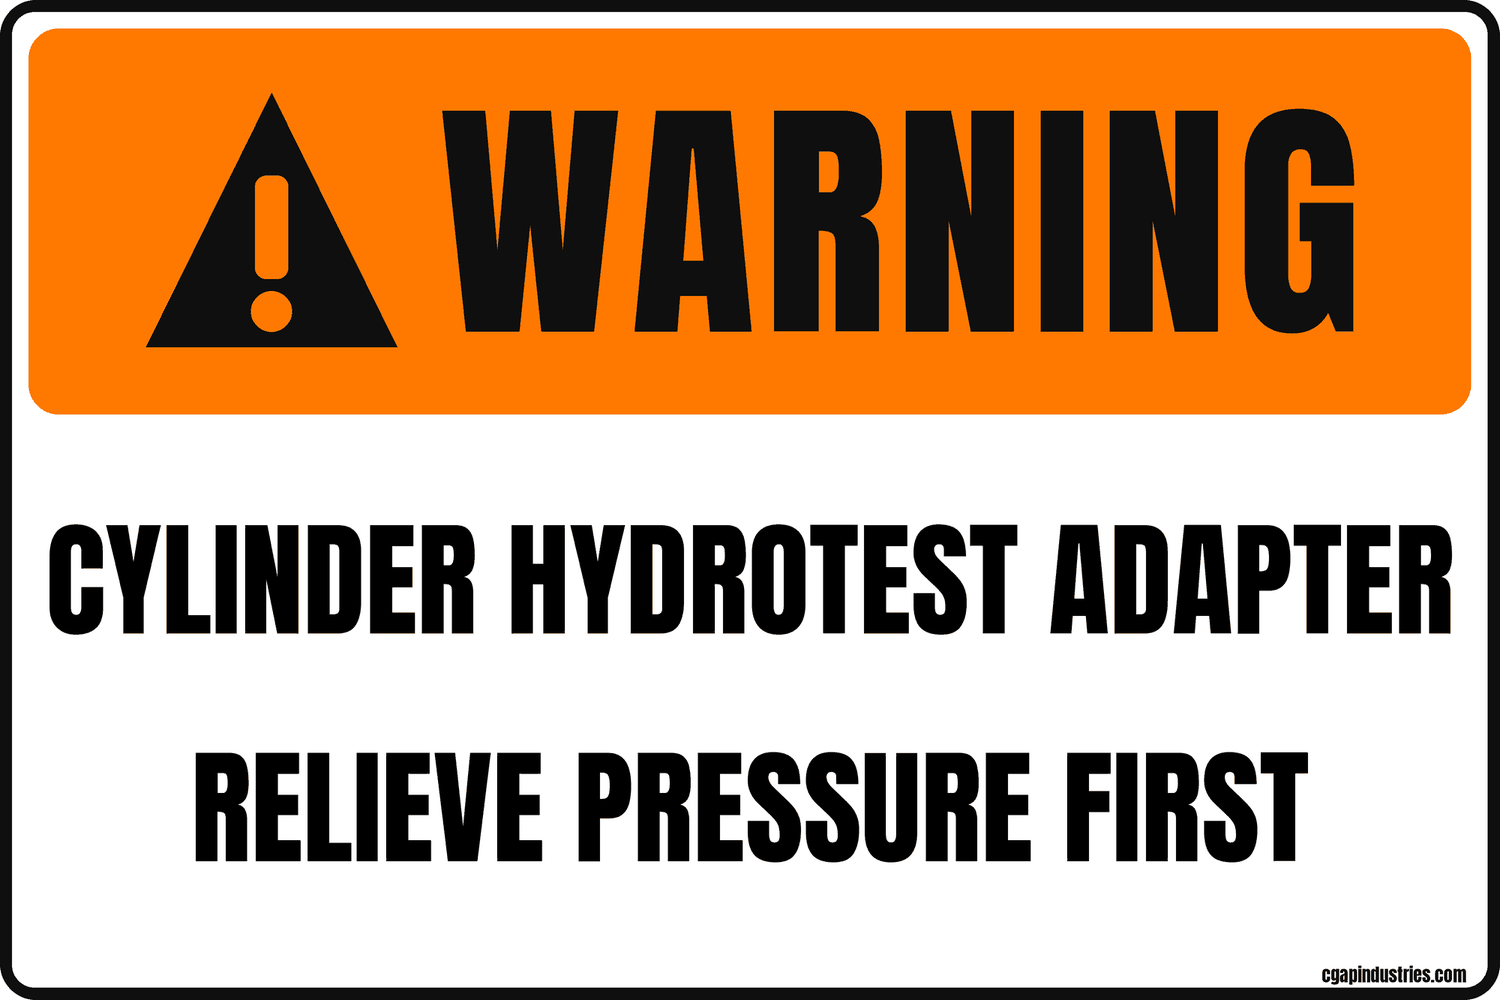 WARNING
CYLINDER HYDROTEST ADAPTER
RELIEVE PRESSURE FIRST
cgapindustries.com